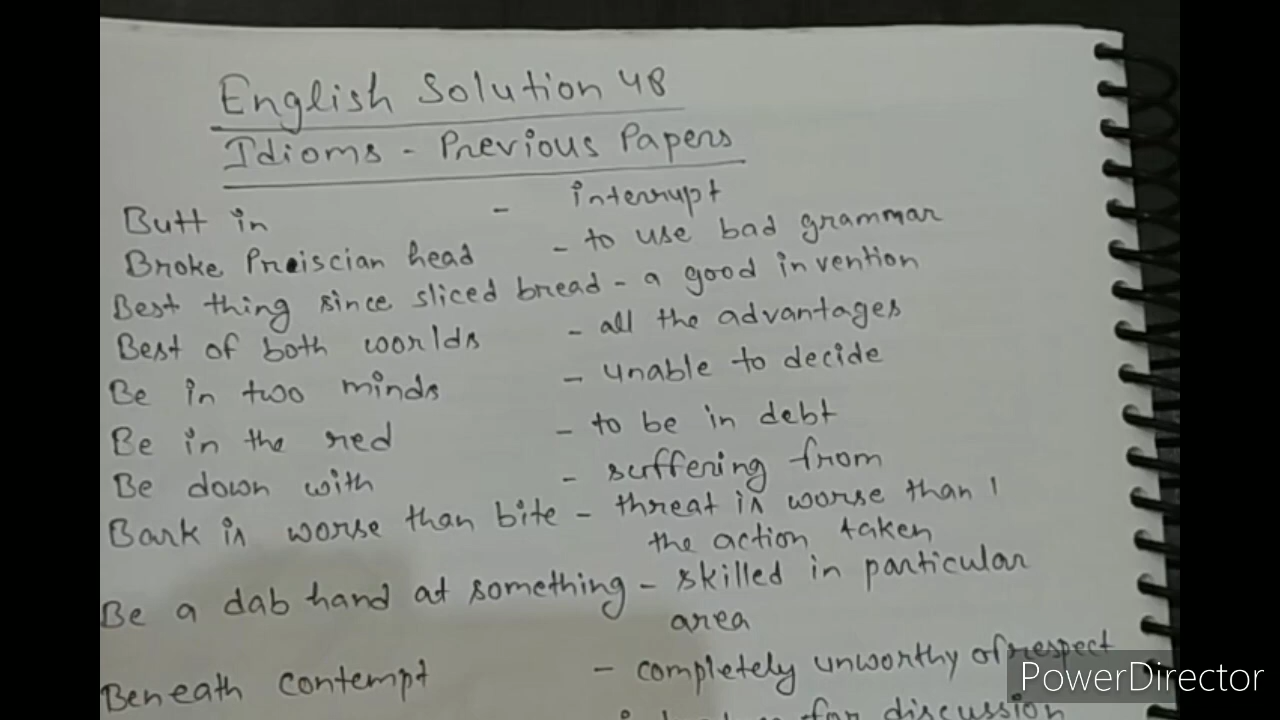 English Solution 48
Idioms - Previous Papers
Butt in - interrupt
Broke Priscian head - to use bad grammar
Best thing since sliced bread - a good invention
Best of both worlds - all the advantages
Be in two minds - unable to decide
Be in the red - to be in debt
Be down with - suffering from
Bark is worse than bite - threat is worse than
the action taken
Be a dab hand at something - skilled in particular
area
Beneath contempt - completely unworthy of respect
for discussion
PowerDirector